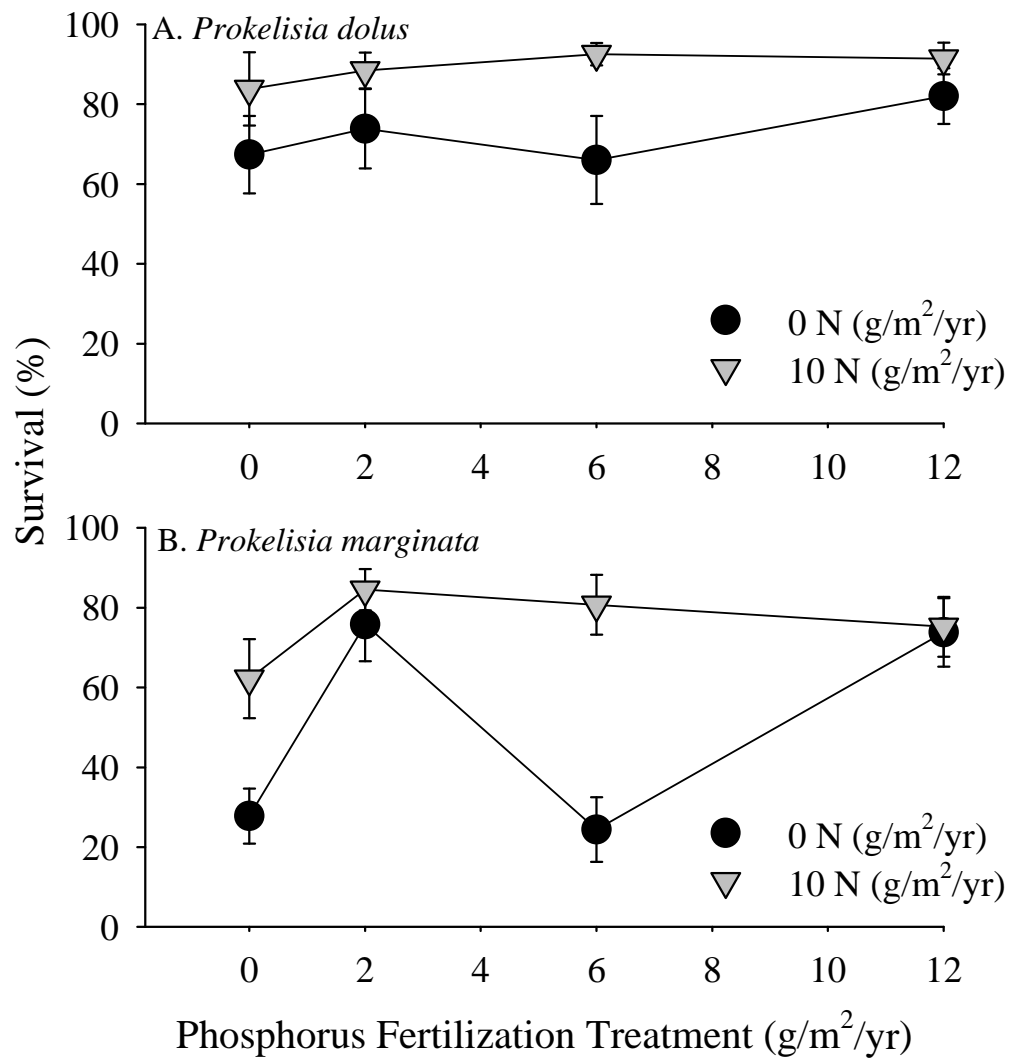 Survival (%)
A. Prokelisia dolus
100
80
60
40
20
0
0 N (g/m²/yr)
10 N (g/m²/yr)
0 2 4 6 8 10 12
B. Prokelisia marginata
100
80
60
40
20
0
0 N (g/m²/yr)
10 N (g/m²/yr)
0 2 4 6 8 10 12
Phosphorus Fertilization Treatment (g/m²/yr)